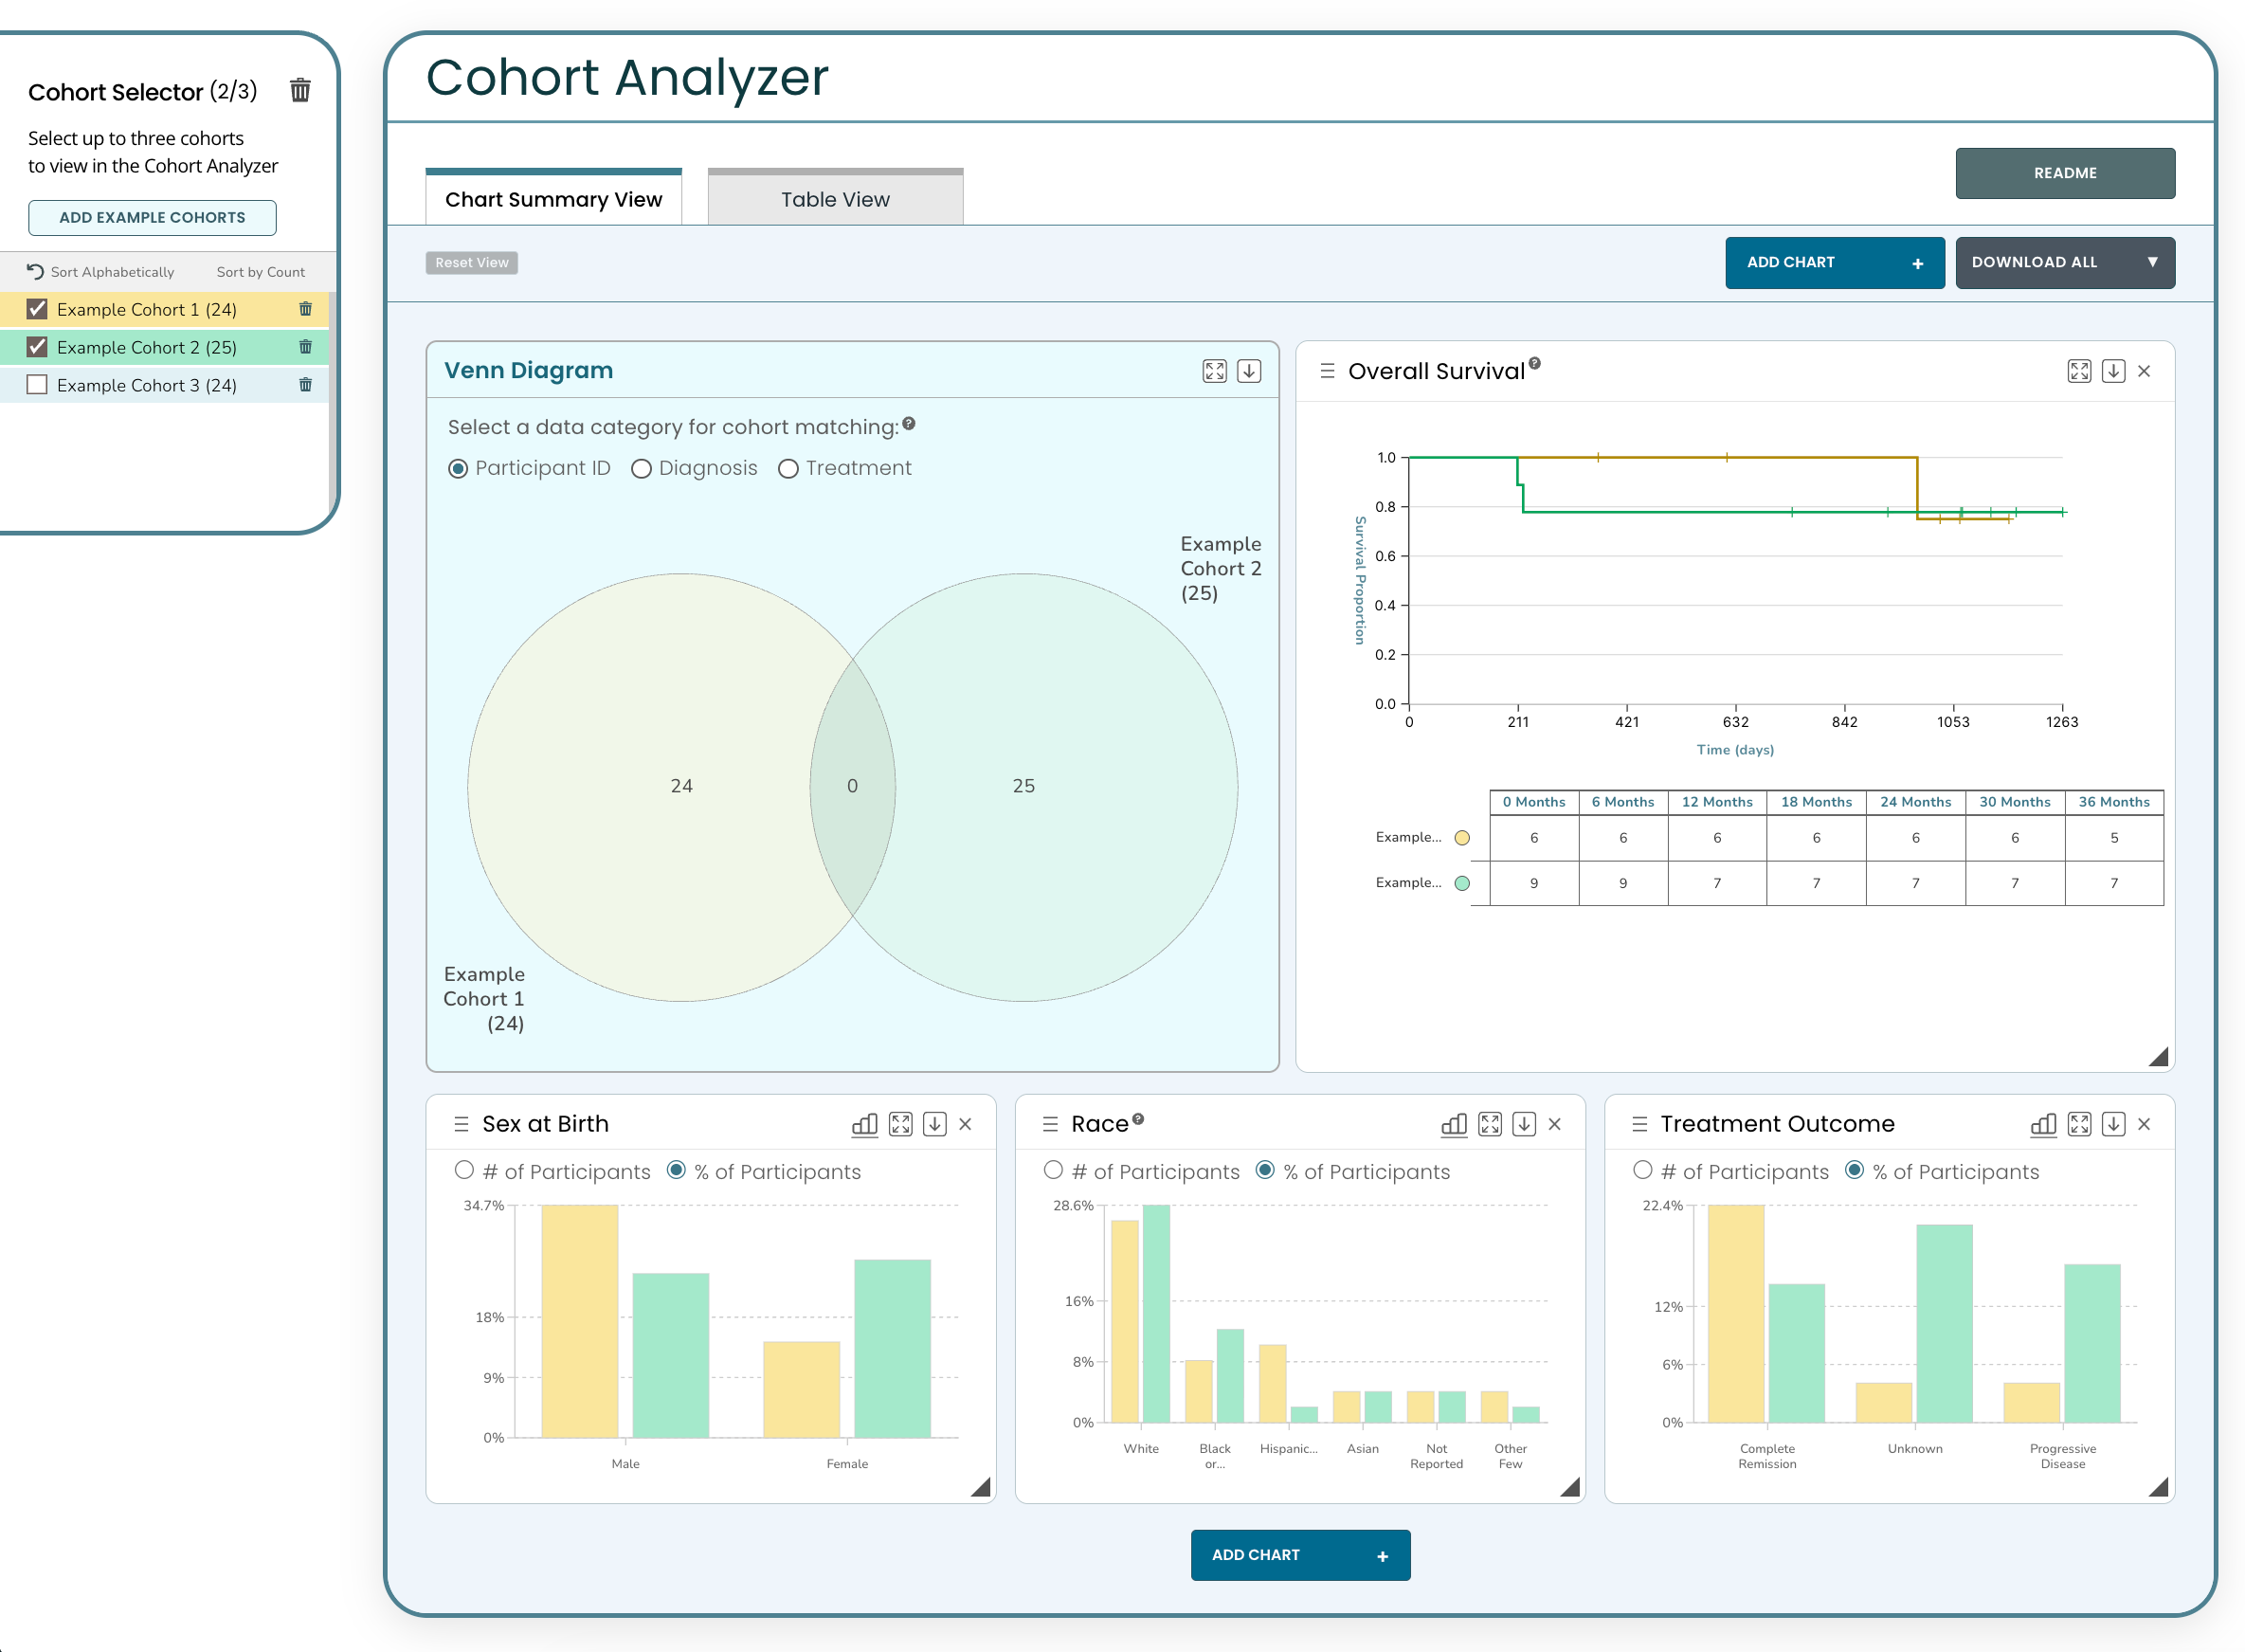 Cohort Selector (2/3)
Select up to three cohorts
to view in the Cohort Analyzer
ADD EXAMPLE COHORTS
Sort Alphabetically Sort by Count
Example Cohort 1 (24)
Example Cohort 2 (25)
Example Cohort 3 (24)
Cohort Analyzer
Chart Summary View
Table View
README
Reset View
ADD CHART +
DOWNLOAD ALL
Venn Diagram
Select a data category for cohort matching:?
Participant ID Diagnosis Treatment
Example
Cohort 2
(25)
24 0 25
Example
Cohort 1
(24)
Overall Survival?
Survival Proportion
1.0
0.8
0.6
0.4
0.2
0.0
0 211 421 632 842 1053 1263
Time (days)
0 Months 6 Months 12 Months 18 Months 24 Months 30 Months 36 Months
Example... 6 6 6 6 6 6 5
Example... 9 9 7 7 7 7 7
Sex at Birth
# of Participants % of Participants
34.7%
18%
9%
0%
Male Female
Race?
# of Participants % of Participants
28.6%
16%
8%
0%
White Black Hispanic... Asian Not Other
or... Reported Few
Treatment Outcome
# of Participants % of Participants
22.4%
12%
6%
0%
Complete Unknown Progressive
Remission Disease
ADD CHART +